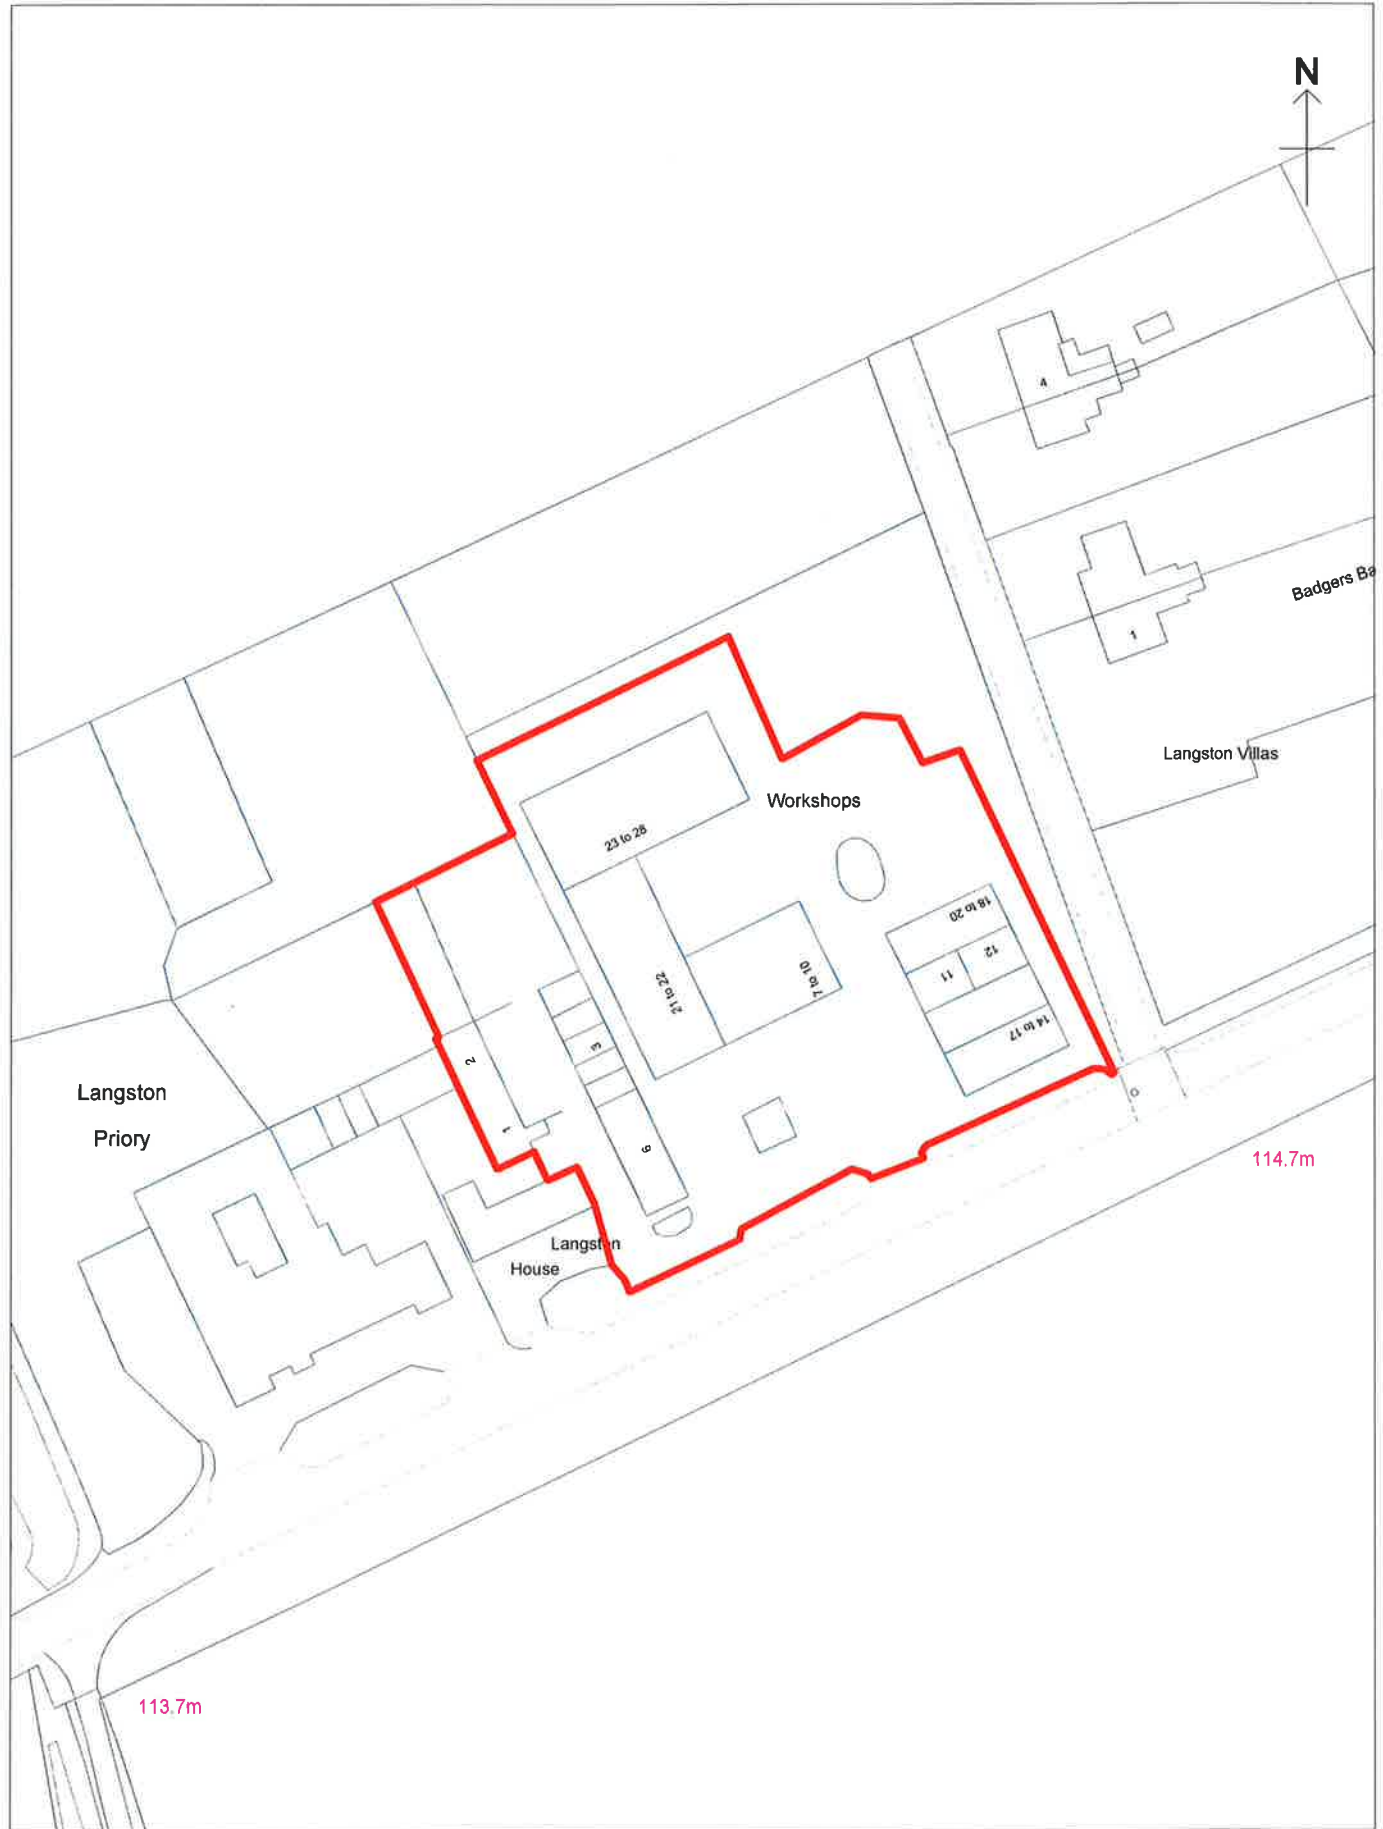 N
4
Badgers Ba
1
Langston Villas
Workshops
23 to 28
18 to 20
12
11
21 to 22
7 to 10
14 to 17
3
2
Langston
Priory
1
6
114.7m
Langston
House
113.7m